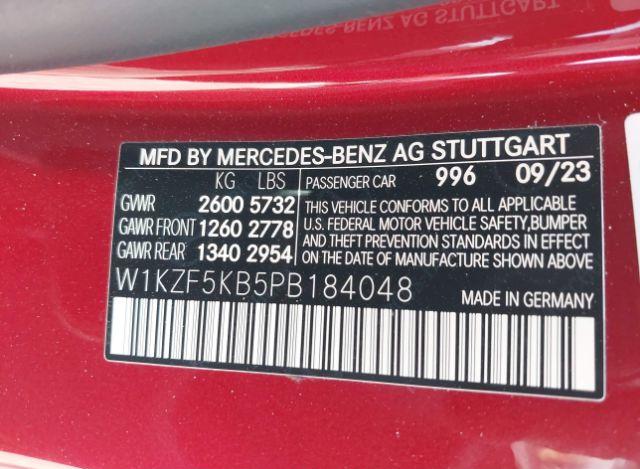 MFD BY MERCEDES-BENZ AG STUTTGART
KG LBS PASSENGER CAR 996 09/23
GVWR 2600 5732 THIS VEHICLE CONFORMS TO ALL APPLICABLE
GAWR FRONT 1260 2778 U.S. FEDERAL MOTOR VEHICLE SAFETY, BUMPER
AND THEFT PREVENTION STANDARDS IN EFFECT
GAWR REAR 1340 2954 ON THE DATE OF MANUFACTURE SHOWN ABOVE.
W1KZF5KB5PB184048 MADE IN GERMANY